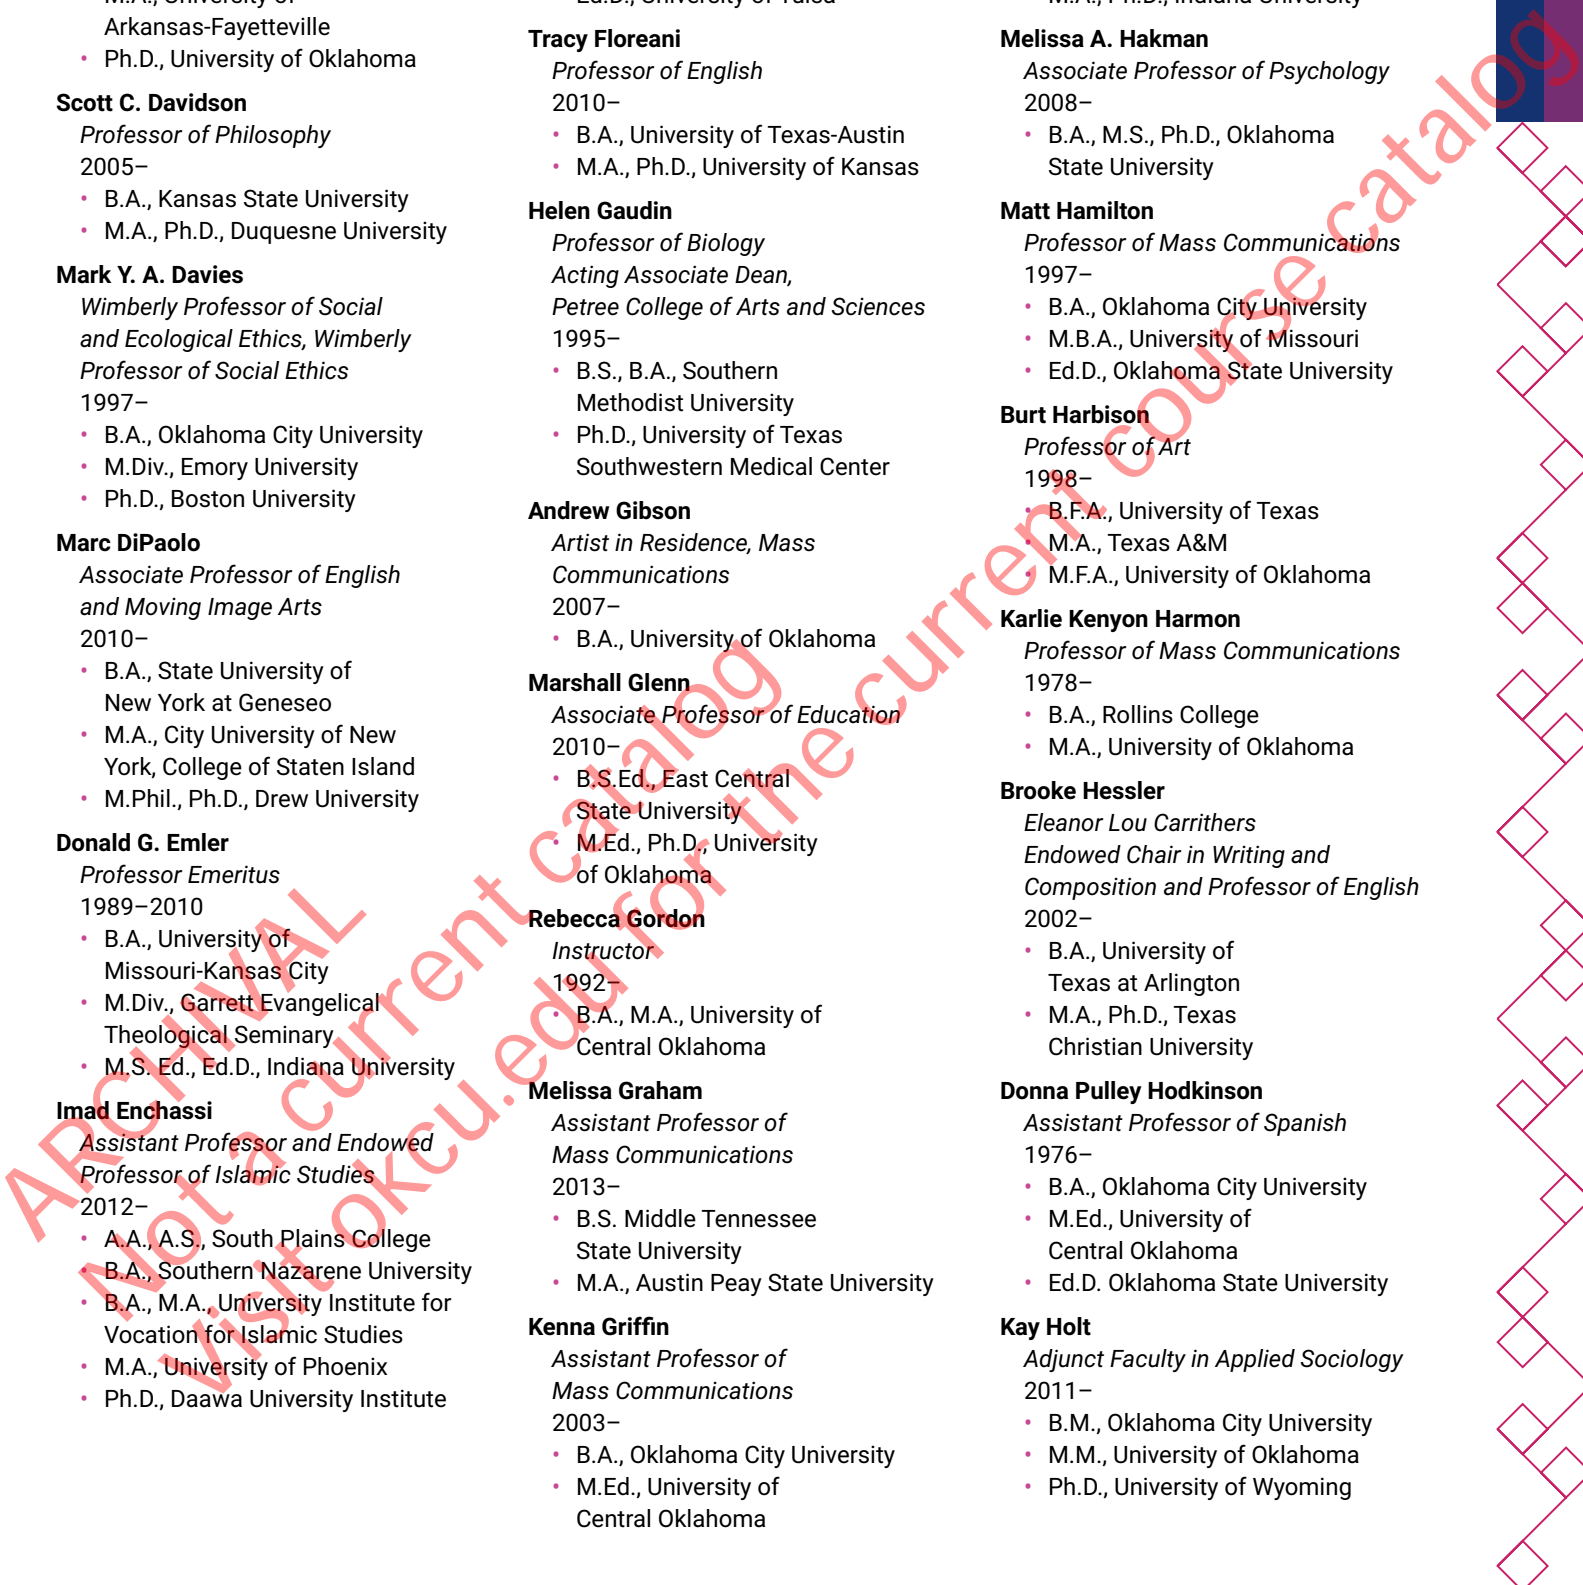 M.A., University of
Arkansas-Fayetteville
• Ph.D., University of Oklahoma
Scott C. Davidson
Professor of Philosophy
2005–
• B.A., Kansas State University
• M.A., Ph.D., Duquesne University
Mark Y. A. Davies
Wimberly Professor of Social
and Ecological Ethics, Wimberly
Professor of Social Ethics
1997–
• B.A., Oklahoma City University
• M.Div., Emory University
• Ph.D., Boston University
Marc DiPaolo
Associate Professor of English
and Moving Image Arts
2010–
• B.A., State University of
New York at Geneseo
• M.A., City University of New
York, College of Staten Island
• M.Phil., Ph.D., Drew University
Donald G. Emler
Professor Emeritus
1989–2010
• B.A., University of
Missouri-Kansas City
• M.Div., Garrett Evangelical
Theological Seminary
• M.S. Ed., Ed.D., Indiana University
Imad Enchassi
Assistant Professor and Endowed
Professor of Islamic Studies
2012–
• A.A., A.S., South Plains College
• B.A., Southern Nazarene University
• B.A., M.A., University Institute for
Vocation for Islamic Studies
• M.A., University of Phoenix
• Ph.D., Daawa University Institute
Ed.D., University of Tulsa
Tracy Floreani
Professor of English
2010–
• B.A., University of Texas-Austin
• M.A., Ph.D., University of Kansas
Helen Gaudin
Professor of Biology
Acting Associate Dean,
Petree College of Arts and Sciences
1995–
• B.S., B.A., Southern
Methodist University
• Ph.D., University of Texas
Southwestern Medical Center
Andrew Gibson
Artist in Residence, Mass
Communications
2007–
• B.A., University of Oklahoma
Marshall Glenn
Associate Professor of Education
2010–
• B.S.Ed., East Central
State University
• M.Ed., Ph.D., University
of Oklahoma
Rebecca Gordon
Instructor
1992–
• B.A., M.A., University of
Central Oklahoma
Melissa Graham
Assistant Professor of
Mass Communications
2013–
• B.S. Middle Tennessee
State University
• M.A., Austin Peay State University
Kenna Griffin
Assistant Professor of
Mass Communications
2003–
• B.A., Oklahoma City University
• M.Ed., University of
Central Oklahoma
M.A., Ph.D., Indiana University
Melissa A. Hakman
Associate Professor of Psychology
2008–
• B.A., M.S., Ph.D., Oklahoma
State University
Matt Hamilton
Professor of Mass Communications
1997–
• B.A., Oklahoma City University
• M.B.A., University of Missouri
• Ed.D., Oklahoma State University
Burt Harbison
Professor of Art
1998–
• B.F.A., University of Texas
• M.A., Texas A&M
• M.F.A., University of Oklahoma
Karlie Kenyon Harmon
Professor of Mass Communications
1978–
• B.A., Rollins College
• M.A., University of Oklahoma
Brooke Hessler
Eleanor Lou Carrithers
Endowed Chair in Writing and
Composition and Professor of English
2002–
• B.A., University of
Texas at Arlington
• M.A., Ph.D., Texas
Christian University
Donna Pulley Hodkinson
Assistant Professor of Spanish
1976–
• B.A., Oklahoma City University
• M.Ed., University of
Central Oklahoma
• Ed.D. Oklahoma State University
Kay Holt
Adjunct Faculty in Applied Sociology
2011–
• B.M., Oklahoma City University
• M.M., University of Oklahoma
• Ph.D., University of Wyoming
ARCHIVAL
Not a current catalog
Visit okcu.edu for the current course catalog